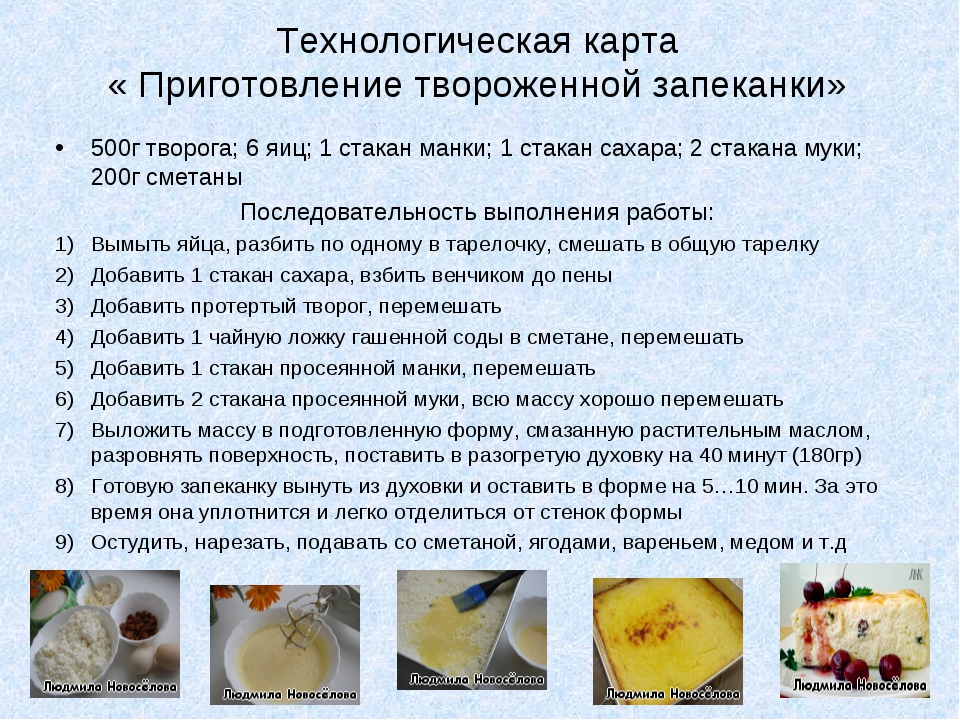 Технологическая карта
« Приготовление твороженной запеканки»
• 500г творога; 6 яиц; 1 стакан манки; 1 стакан сахара; 2 стакана муки;
200г сметаны
Последовательность выполнения работы:
1) Вымыть яйца, разбить по одному в тарелочку, смешать в общую тарелку
2) Добавить 1 стакан сахара, взбить венчиком до пены
3) Добавить протертый творог, перемешать
4) Добавить 1 чайную ложку гашенной соды в сметане, перемешать
5) Добавить 1 стакан просеянной манки, перемешать
6) Добавить 2 стакана просеянной муки, всю массу хорошо перемешать
7) Выложить массу в подготовленную форму, смазанную растительным маслом,
разровнять поверхность, поставить в разогретую духовку на 40 минут (180гр)
8) Готовую запеканку вынуть из духовки и оставить в форме на 5…10 мин. За это
время она уплотнится и легко отделиться от стенок формы
9) Остудить, нарезать, подавать со сметаной, ягодами, вареньем, медом и т.д
Людмила Новосёлова
Людмила Новосёлова
Людмила Новосёлова
Людмила Новосёлова
Людмила Новосёлова